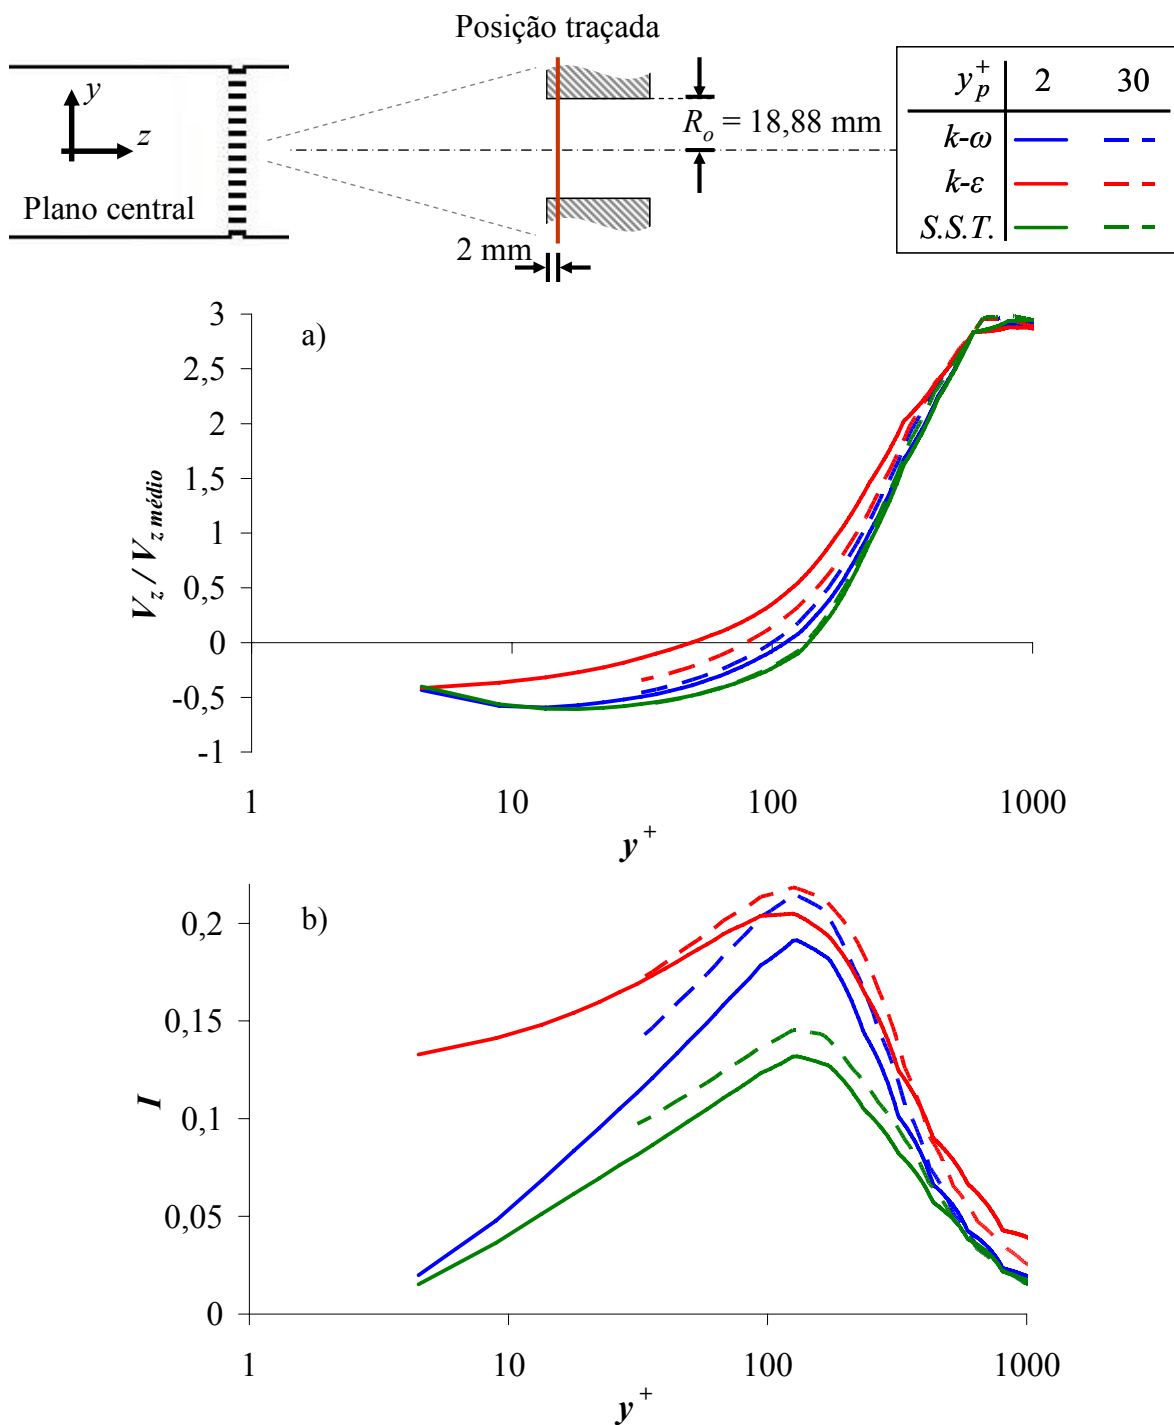 Posição traçada
y
z
Plano central
R_o = 18,88 mm
2 mm
y_p^+ 2 30
k-ω
k-ε
S.S.T.
a)
3
2,5
2
1,5
1
0,5
0
-0,5
-1
V_z / V_z médio
1 10 100 1000
y^+
b)
0,2
0,15
0,1
0,05
0
I
1 10 100 1000
y^+